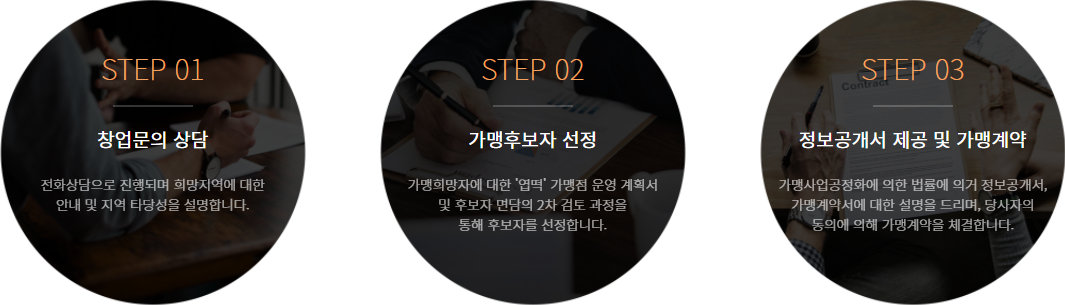 STEP 01
창업문의 상담
전화상담으로 진행되며 희망지역에 대한
안내 및 지역 타당성을 설명합니다.
STEP 02
가맹후보자 선정
가맹희망자에 대한 '엽떡' 가맹점 운영 계획서
및 후보자 면담의 2차 검토 과정을
통해 후보자를 선정합니다.
STEP 03
Contract
정보공개서 제공 및 가맹계약
가맹사업공정화에 의한 법률에 의거 정보공개서,
가맹계약서에 대한 설명을 드리며, 당사자의
동의에 의해 가맹계약을 체결합니다.